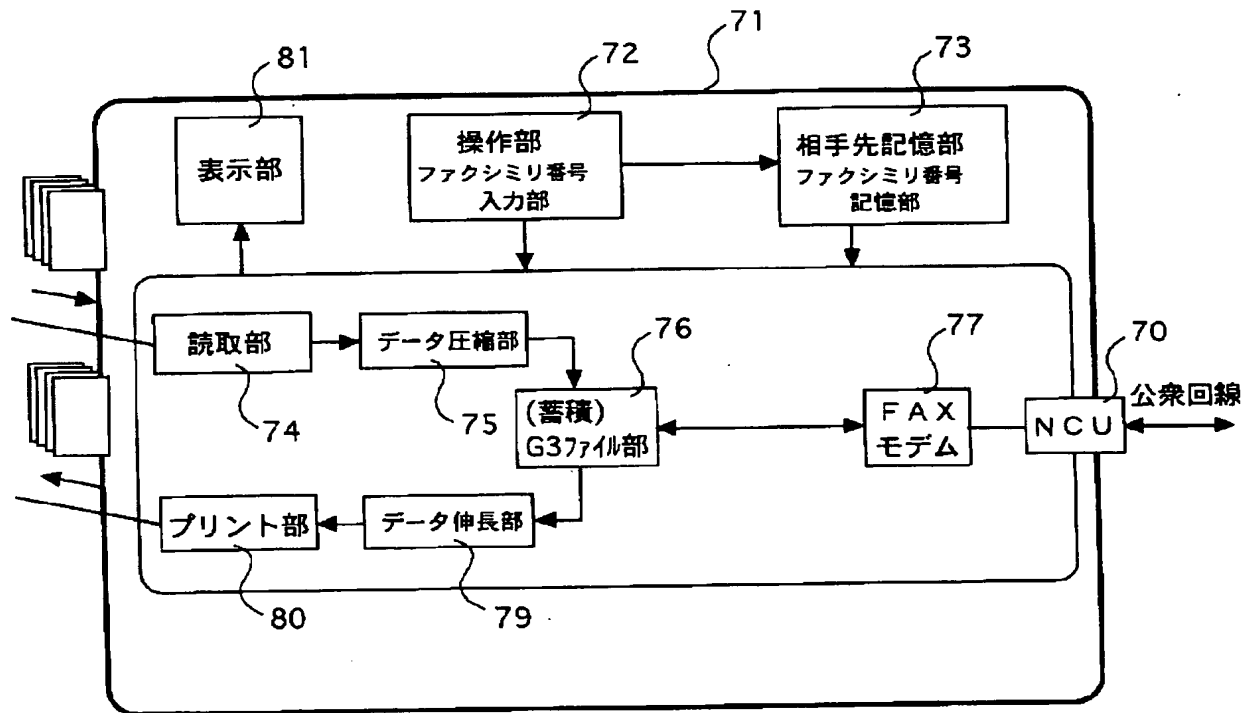 71
81
72
73
表示部
操作部
ファクシミリ番号
入力部
相手先記憶部
ファクシミリ番号
記憶部
読取部
データ圧縮部
76
77
70
74
75
(蓄積)
G3ファイル部
FAX
モデム
NCU
公衆回線
プリント部
データ伸長部
80
79